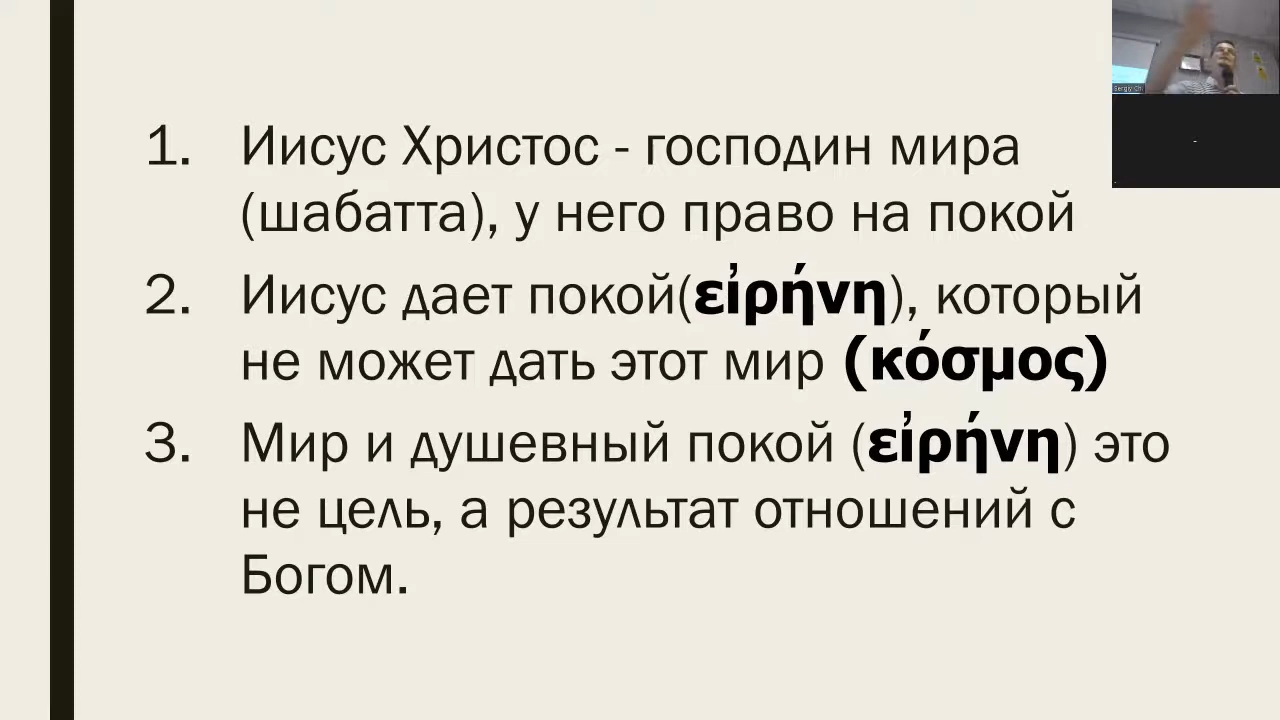 1. Иисус Христос - господин мира
(шабатта), у него право на покой
2. Иисус дает покой(εἰρήνη), который
не может дать этот мир (κόσμος)
3. Мир и душевный покой (εἰρήνη) это
не цель, а результат отношений с
Богом.